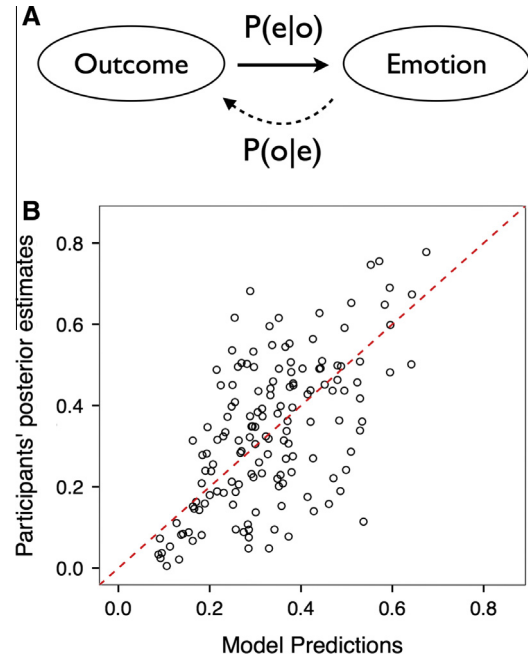 A
P(e|o)
Outcome
Emotion
P(o|e)
B
Participants' posterior estimates
0.8
0.6
0.4
0.2
0.0
0.0 0.2 0.4 0.6 0.8
Model Predictions